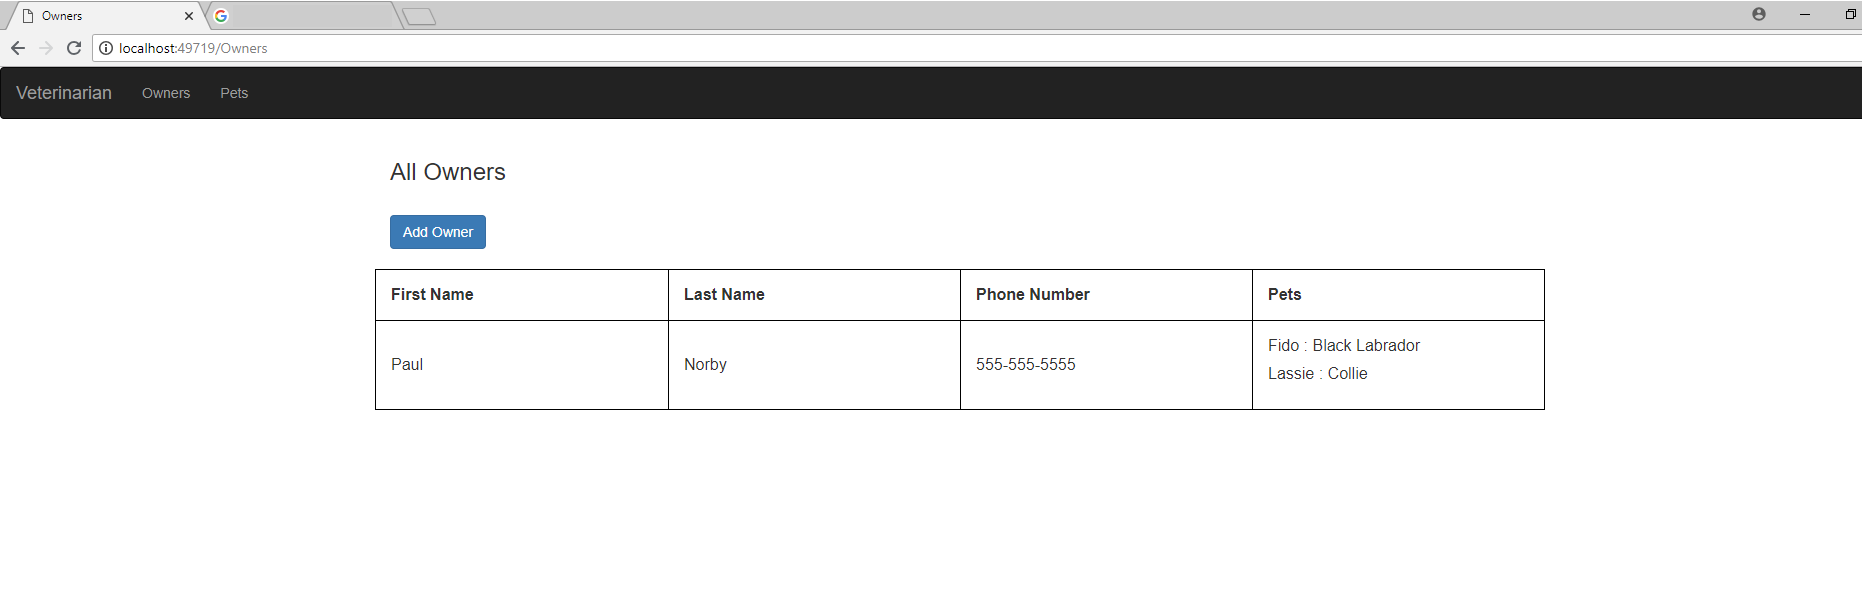 Owners
localhost:49719/Owners
Veterinarian Owners Pets
All Owners
Add Owner
First Name Last Name Phone Number Pets
Paul Norby 555-555-5555 Fido : Black Labrador
Lassie : Collie